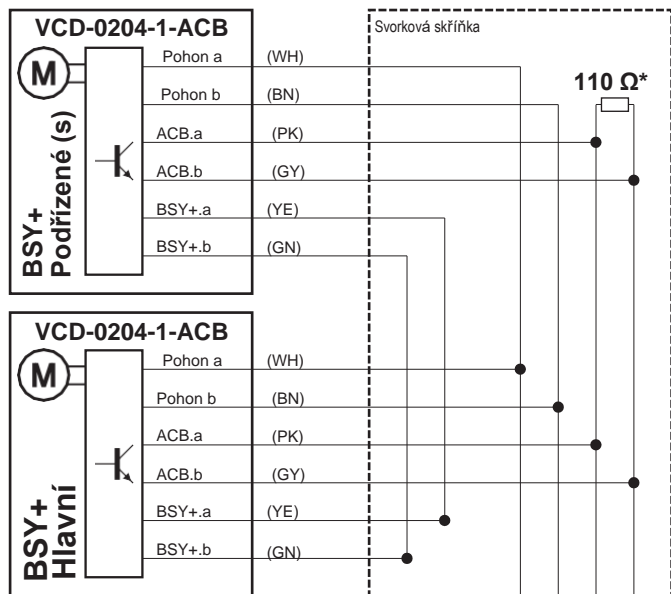 VCD-0204-1-ACB
M
BSY+
Podřízené (s)
Pohon a (WH)
Pohon b (BN)
ACB.a (PK)
ACB.b (GY)
BSY+.a (YE)
BSY+.b (GN)
Svorková skříňka
110 Ω*
VCD-0204-1-ACB
M
BSY+
Hlavní
Pohon a (WH)
Pohon b (BN)
ACB.a (PK)
ACB.b (GY)
BSY+.a (YE)
BSY+.b (GN)